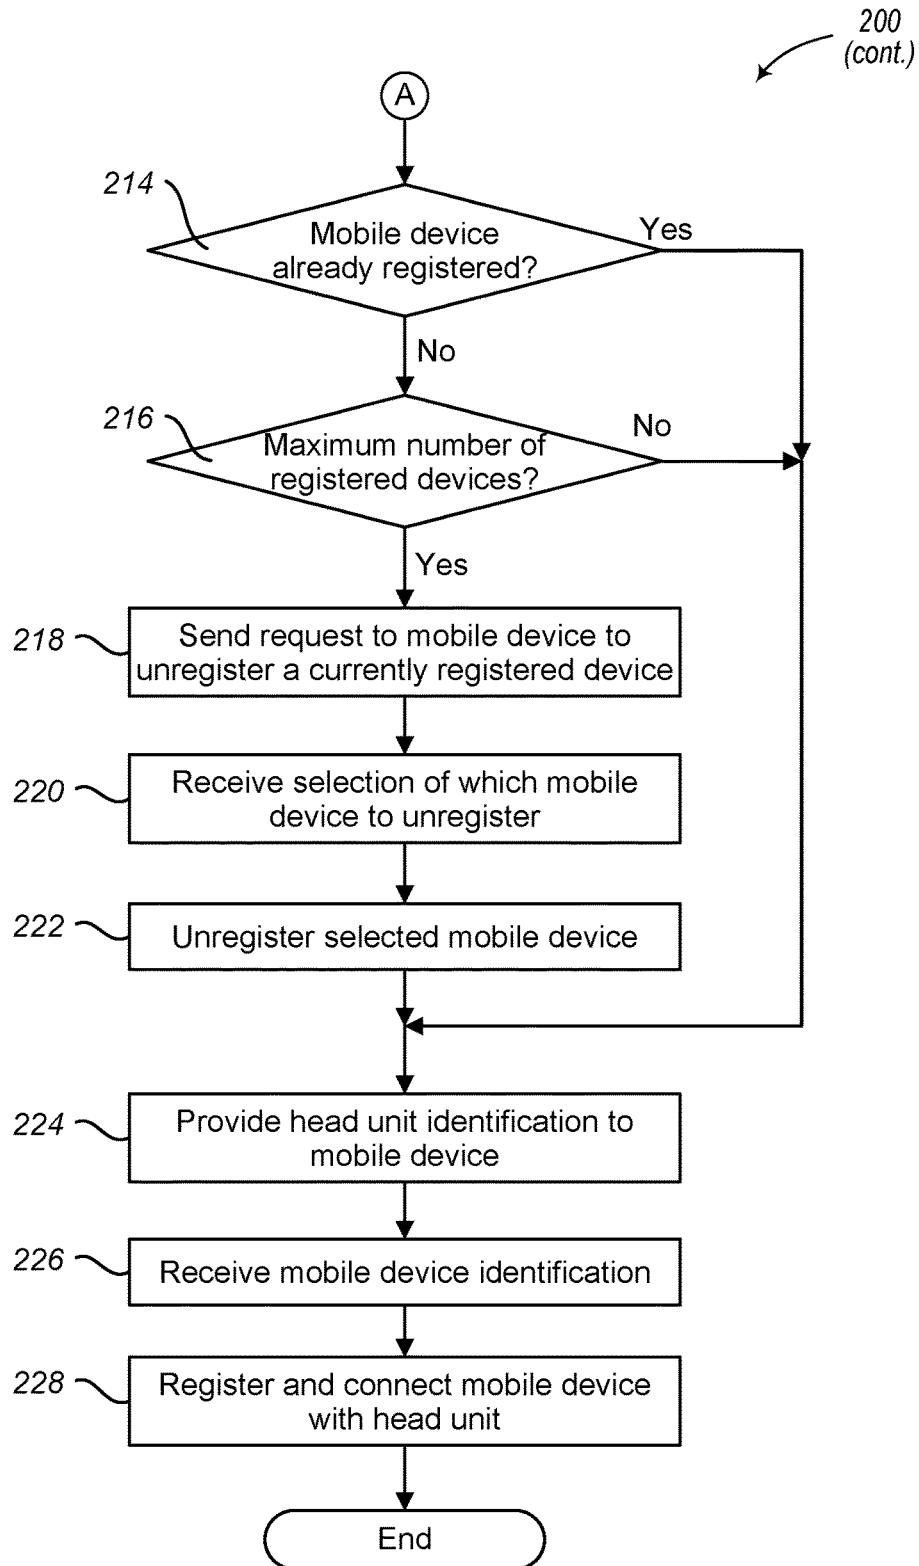 200
(cont.)
A
214
Mobile device
already registered?
Yes
No
216
Maximum number of
registered devices?
No
Yes
218
Send request to mobile device to
unregister a currently registered device
220
Receive selection of which mobile
device to unregister
222
Unregister selected mobile device
224
Provide head unit identification to
mobile device
226
Receive mobile device identification
228
Register and connect mobile device
with head unit
End